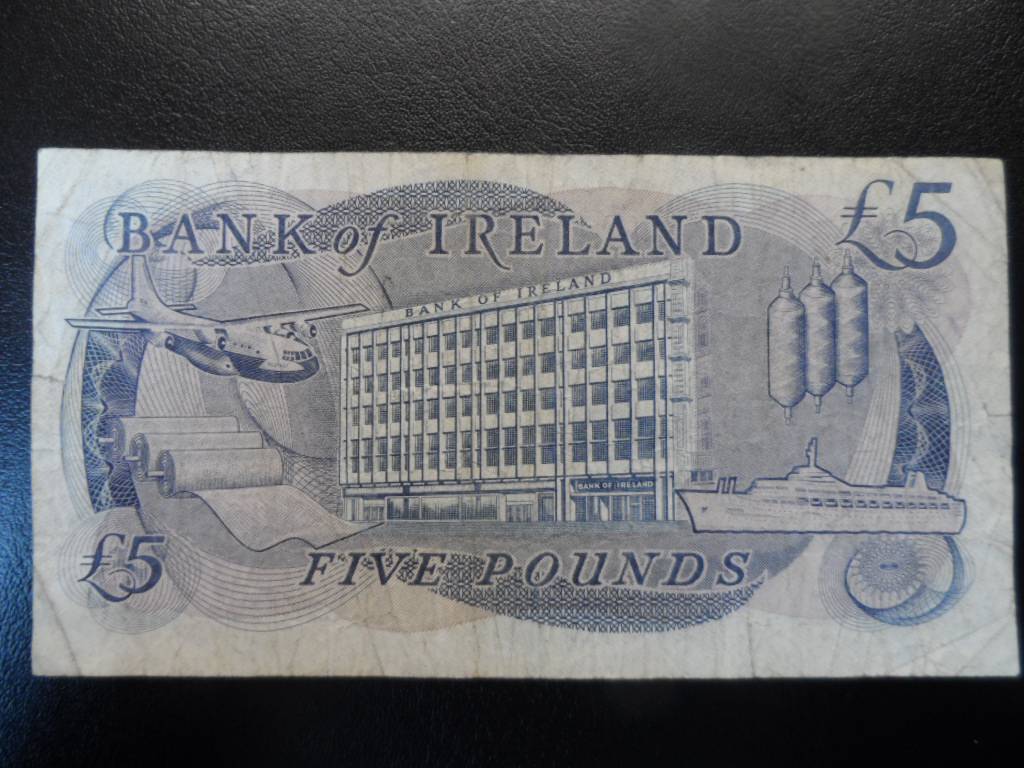 BANK of IRELAND
£5
BANK OF IRELAND
BANK OF IRELAND
£5
FIVE POUNDS